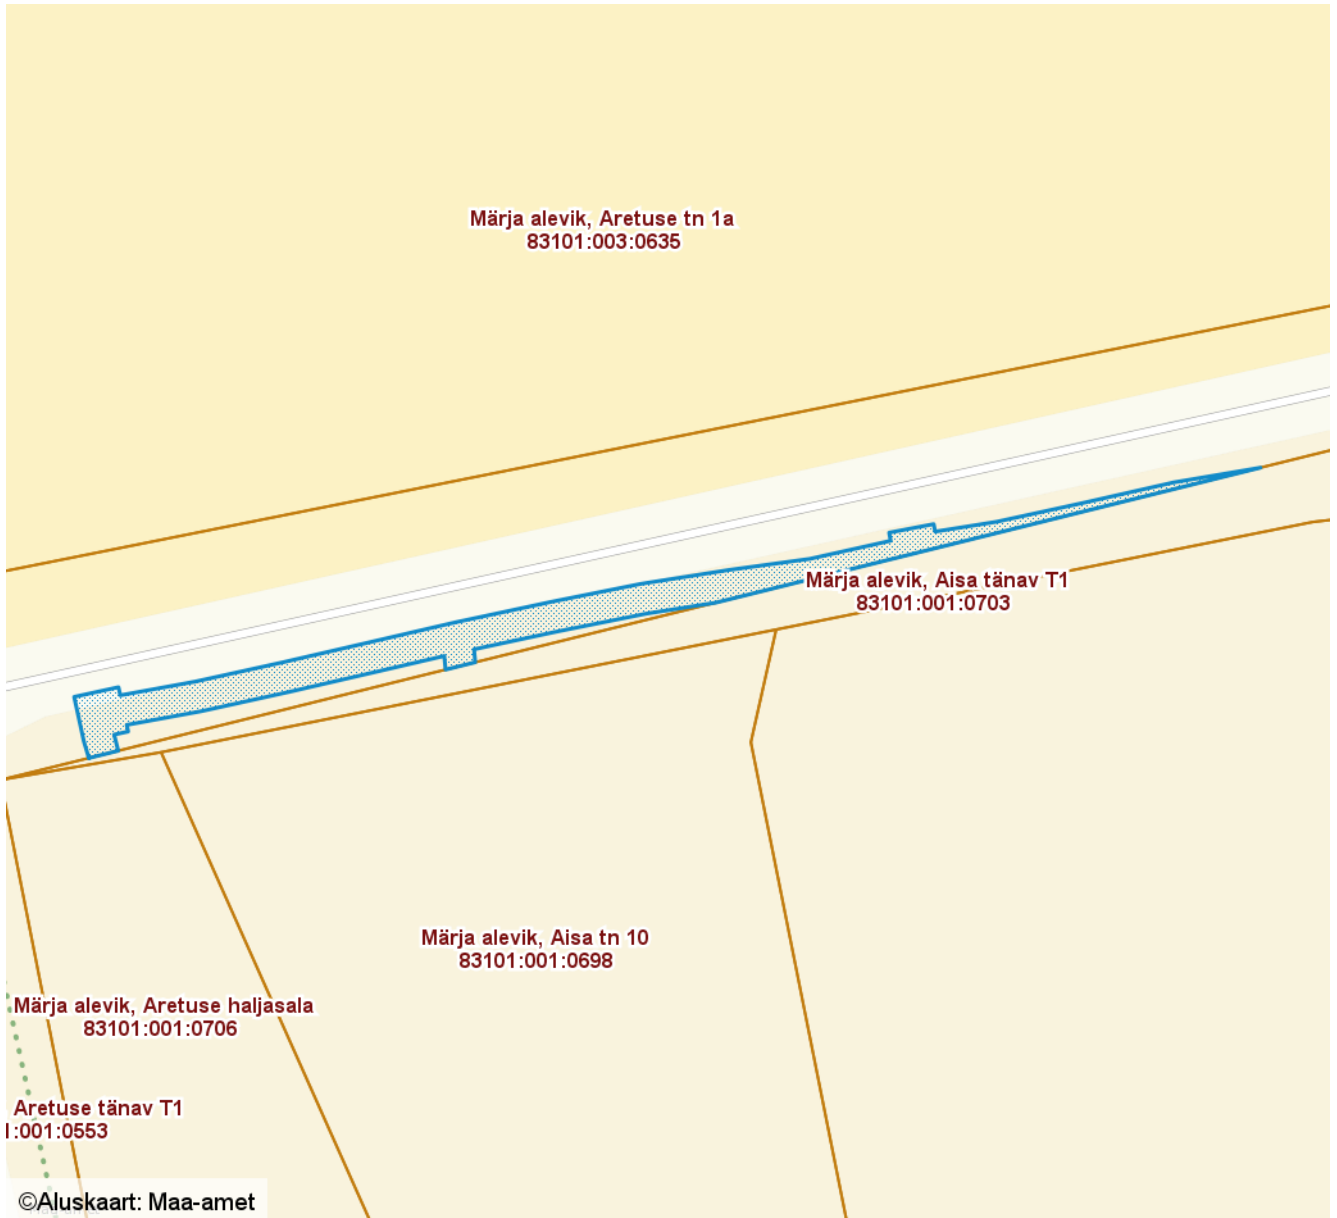 Märja alevik, Aretuse tn 1a
83101:003:0635
Märja alevik, Aisa tänav T1
83101:001:0703
Märja alevik, Aisa tn 10
83101:001:0698
Märja alevik, Aretuse haljasala
83101:001:0706
Aretuse tänav T1
:001:0553
©Aluskaart: Maa-amet